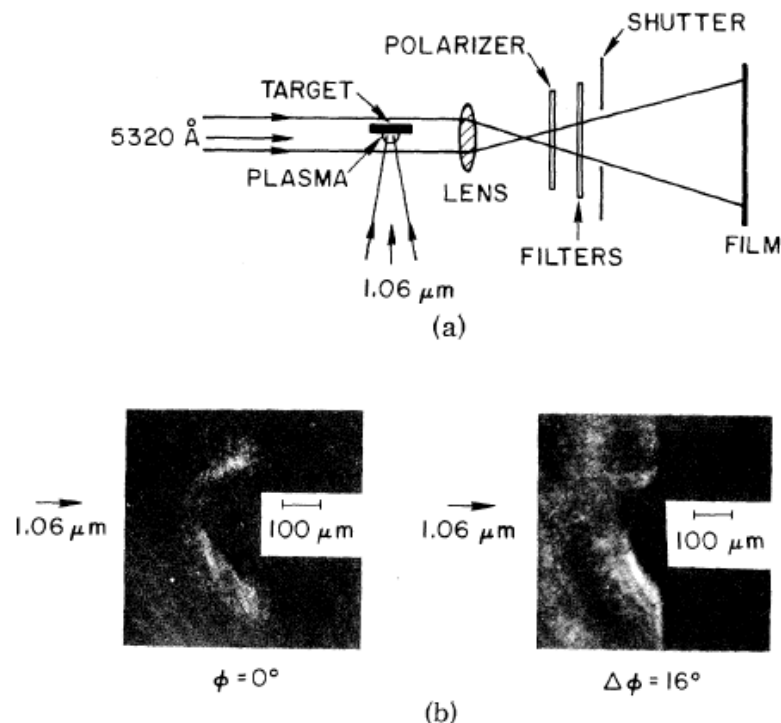 SHUTTER
POLARIZER
TARGET
5320 Å
PLASMA
LENS
FILTERS
FILM
1.06 μm
(a)
1.06 μm
100 μm
1.06 μm
100 μm
ϕ = 0°
Δϕ = 16°
(b)